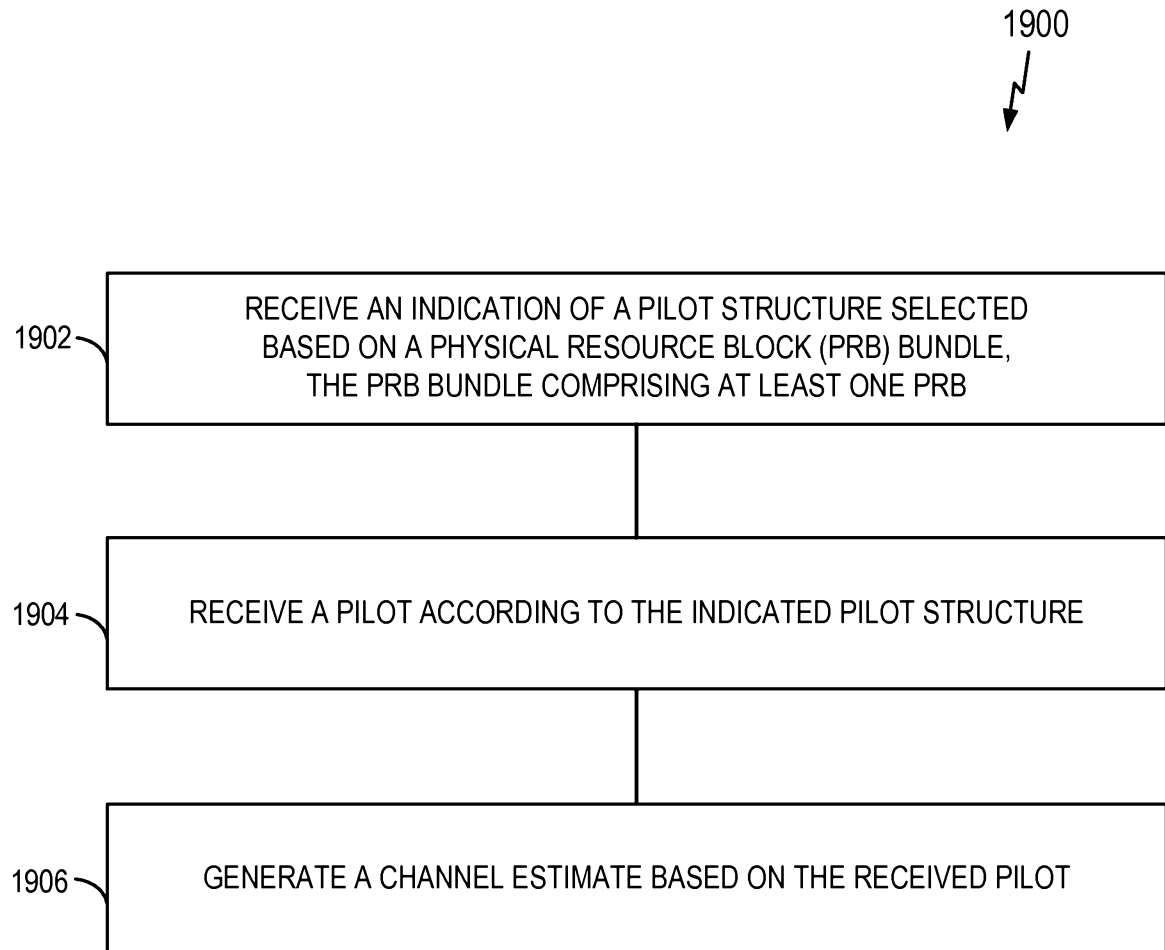 1900
1902
RECEIVE AN INDICATION OF A PILOT STRUCTURE SELECTED
BASED ON A PHYSICAL RESOURCE BLOCK (PRB) BUNDLE,
THE PRB BUNDLE COMPRISING AT LEAST ONE PRB
1904
RECEIVE A PILOT ACCORDING TO THE INDICATED PILOT STRUCTURE
1906
GENERATE A CHANNEL ESTIMATE BASED ON THE RECEIVED PILOT